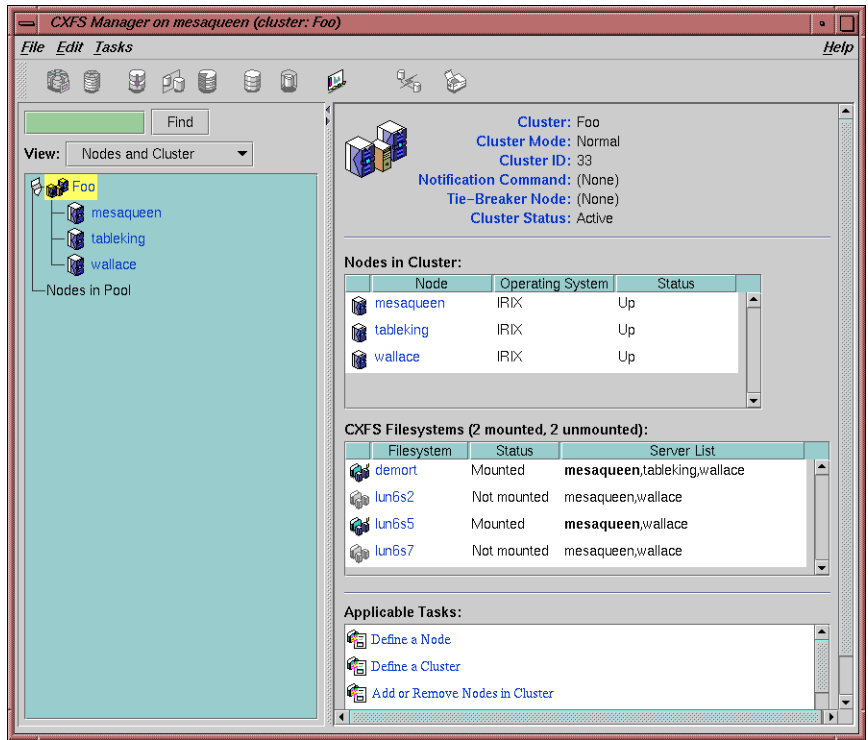 CXFS Manager on mesaqueen (cluster: Foo)
File Edit Tasks Help
Find
View: Nodes and Cluster
Foo
mesaqueen
tableking
wallace
Nodes in Pool
Cluster: Foo
Cluster Mode: Normal
Cluster ID: 33
Notification Command: (None)
Tie-Breaker Node: (None)
Cluster Status: Active
Nodes in Cluster:
Node Operating System Status
mesaqueen IRIX Up
tableking IRIX Up
wallace IRIX Up
CXFS Filesystems (2 mounted, 2 unmounted):
Filesystem Status Server List
demort Mounted mesaqueen,tableking,wallace
lun6s2 Not mounted mesaqueen,wallace
lun6s5 Mounted mesaqueen,wallace
lun6s7 Not mounted mesaqueen,wallace
Applicable Tasks:
Define a Node
Define a Cluster
Add or Remove Nodes in Cluster